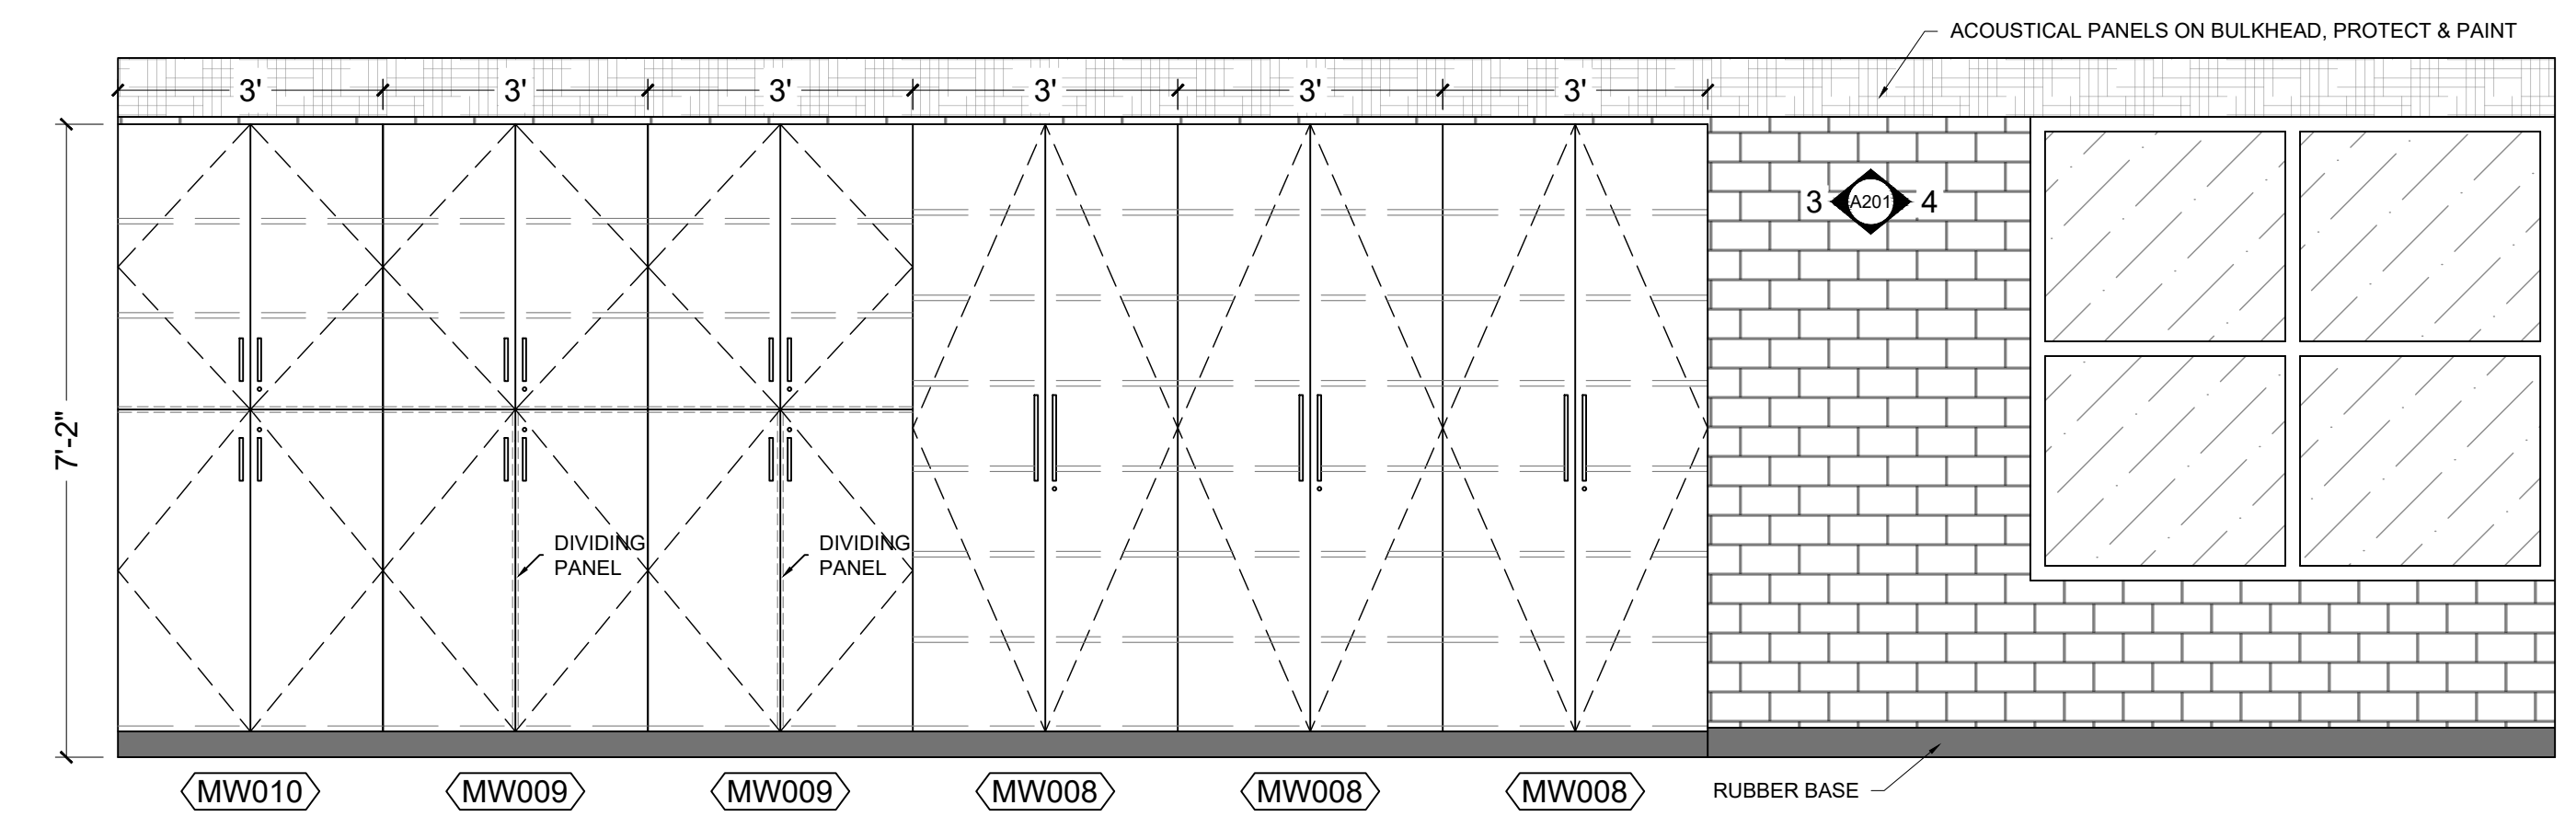 ACOUSTICAL PANELS ON BULKHEAD, PROTECT & PAINT
3' 3' 3' 3' 3' 3'
3 A201 4
7'-2"
DIVIDING PANEL
DIVIDING PANEL
MW010 MW009 MW009 MW008 MW008 MW008
RUBBER BASE